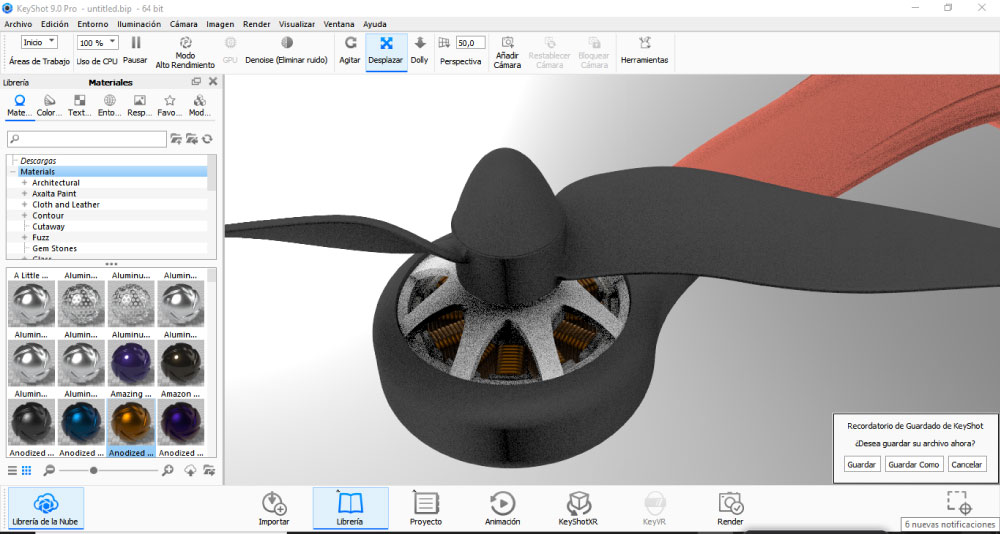 KeyShot 9.0 Pro - untitled.bip - 64 bit
Archivo Edición Entorno Iluminación Cámara Imagen Render Visualizar Ventana Ayuda
Inicio
Áreas de Trabajo
100 %
Uso de CPU
Pausar
Modo
Alto Rendimiento
GPU
Denoise (Eliminar ruido)
Agitar
Desplazar
Dolly
50,0
Perspectiva
Añadir
Cámara
Restablecer
Cámara
Bloquear
Cámara
Herramientas
Librería
Materiales
Mate... Color... Text... Ento... Resp... Favo... Mod...
Descargas
Materials
Architectural
Axalta Paint
Cloth and Leather
Contour
Cutaway
Fuzz
Gem Stones
Glass
A Little ... Alumin... Aluminu... Alumin...
Alumin... Alumin... Aluminu... Alumin...
Alumin... Alumin... Amazing ... Amazon ...
Anodized ... Anodized ... Anodized ... Anodized ...
Recordatorio de Guardado de KeyShot
¿Desea guardar su archivo ahora?
Guardar Guardar Como Cancelar
Librería de la Nube
Importar
Librería
Proyecto
Animación
KeyShotXR
KeyVR
Render
6 nuevas notificaciones